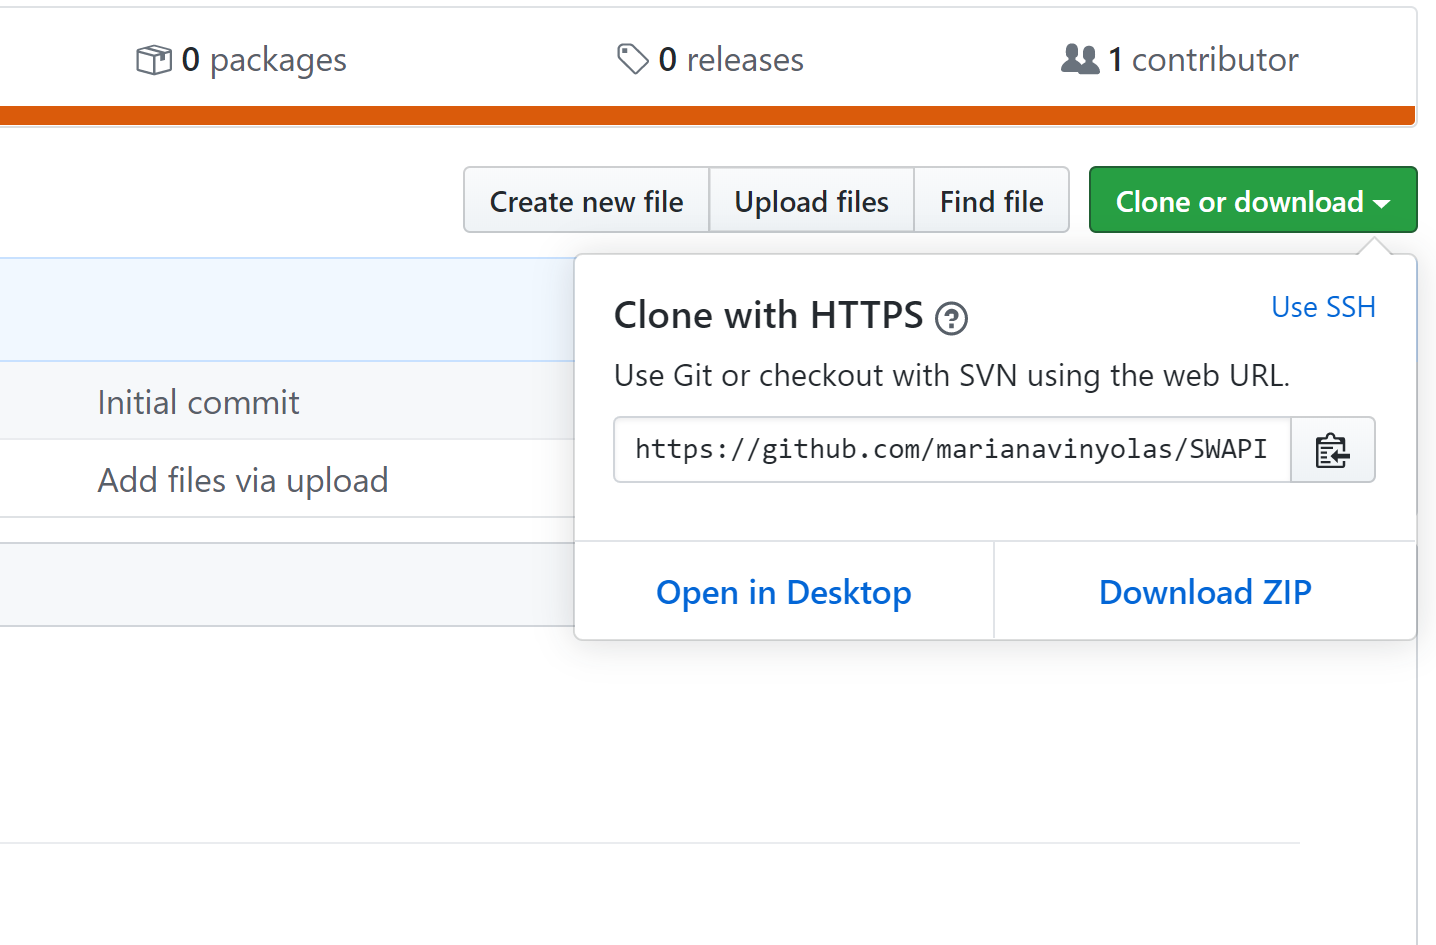 0 packages
0 releases
1 contributor
Create new file
Upload files
Find file
Clone or download
Clone with HTTPS ?
Use SSH
Use Git or checkout with SVN using the web URL.
https://github.com/marianavinyolas/SWAPI
Initial commit
Add files via upload
Open in Desktop
Download ZIP